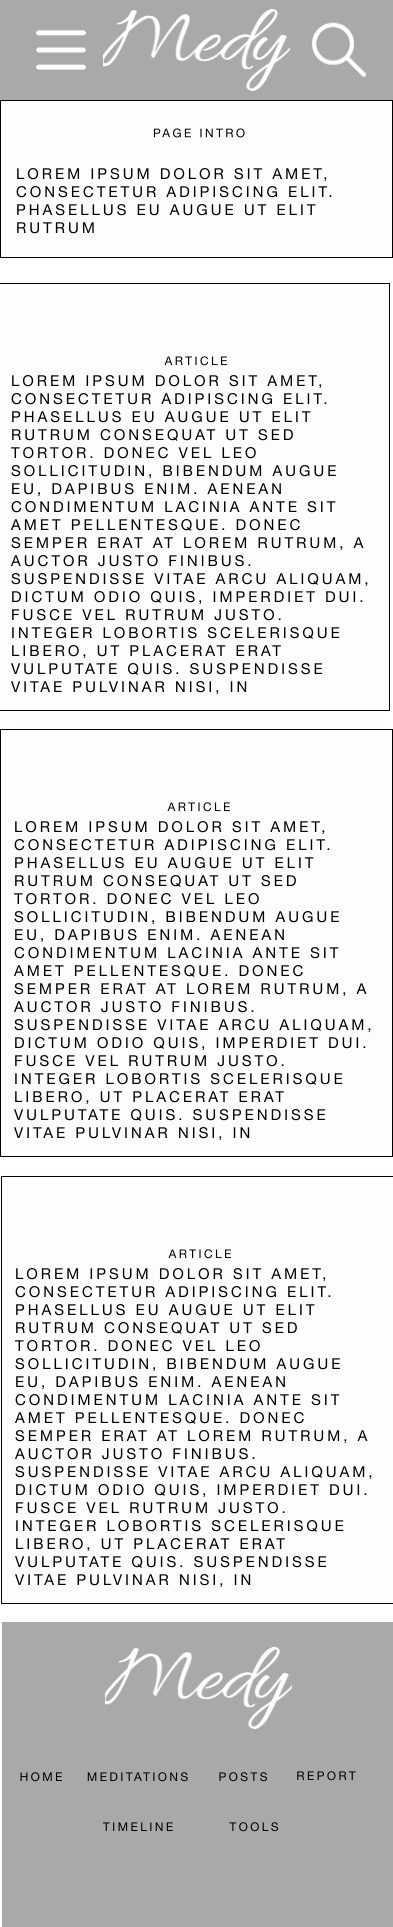 Medy
PAGE INTRO
LOREM IPSUM DOLOR SIT AMET,
CONSECTETUR ADIPISCING ELIT.
PHASELLUS EU AUGUE UT ELIT
RUTRUM
ARTICLE
LOREM IPSUM DOLOR SIT AMET,
CONSECTETUR ADIPISCING ELIT.
PHASELLUS EU AUGUE UT ELIT
RUTRUM CONSEQUAT UT SED
TORTOR. DONEC VEL LEO
SOLLICITUDIN, BIBENDUM AUGUE
EU, DAPIBUS ENIM. AENEAN
CONDIMENTUM LACINIA ANTE SIT
AMET PELLENTESQUE. DONEC
SEMPER ERAT AT LOREM RUTRUM, A
AUCTOR JUSTO FINIBUS.
SUSPENDISSE VITAE ARCU ALIQUAM,
DICTUM ODIO QUIS, IMPERDIET DUI.
FUSCE VEL RUTRUM JUSTO.
INTEGER LOBORTIS SCELERISQUE
LIBERO, UT PLACERAT ERAT
VULPUTATE QUIS. SUSPENDISSE
VITAE PULVINAR NISI, IN
ARTICLE
LOREM IPSUM DOLOR SIT AMET,
CONSECTETUR ADIPISCING ELIT.
PHASELLUS EU AUGUE UT ELIT
RUTRUM CONSEQUAT UT SED
TORTOR. DONEC VEL LEO
SOLLICITUDIN, BIBENDUM AUGUE
EU, DAPIBUS ENIM. AENEAN
CONDIMENTUM LACINIA ANTE SIT
AMET PELLENTESQUE. DONEC
SEMPER ERAT AT LOREM RUTRUM, A
AUCTOR JUSTO FINIBUS.
SUSPENDISSE VITAE ARCU ALIQUAM,
DICTUM ODIO QUIS, IMPERDIET DUI.
FUSCE VEL RUTRUM JUSTO.
INTEGER LOBORTIS SCELERISQUE
LIBERO, UT PLACERAT ERAT
VULPUTATE QUIS. SUSPENDISSE
VITAE PULVINAR NISI, IN
ARTICLE
LOREM IPSUM DOLOR SIT AMET,
CONSECTETUR ADIPISCING ELIT.
PHASELLUS EU AUGUE UT ELIT
RUTRUM CONSEQUAT UT SED
TORTOR. DONEC VEL LEO
SOLLICITUDIN, BIBENDUM AUGUE
EU, DAPIBUS ENIM. AENEAN
CONDIMENTUM LACINIA ANTE SIT
AMET PELLENTESQUE. DONEC
SEMPER ERAT AT LOREM RUTRUM, A
AUCTOR JUSTO FINIBUS.
SUSPENDISSE VITAE ARCU ALIQUAM,
DICTUM ODIO QUIS, IMPERDIET DUI.
FUSCE VEL RUTRUM JUSTO.
INTEGER LOBORTIS SCELERISQUE
LIBERO, UT PLACERAT ERAT
VULPUTATE QUIS. SUSPENDISSE
VITAE PULVINAR NISI, IN
Medy
HOME MEDITATIONS POSTS REPORT
TIMELINE TOOLS